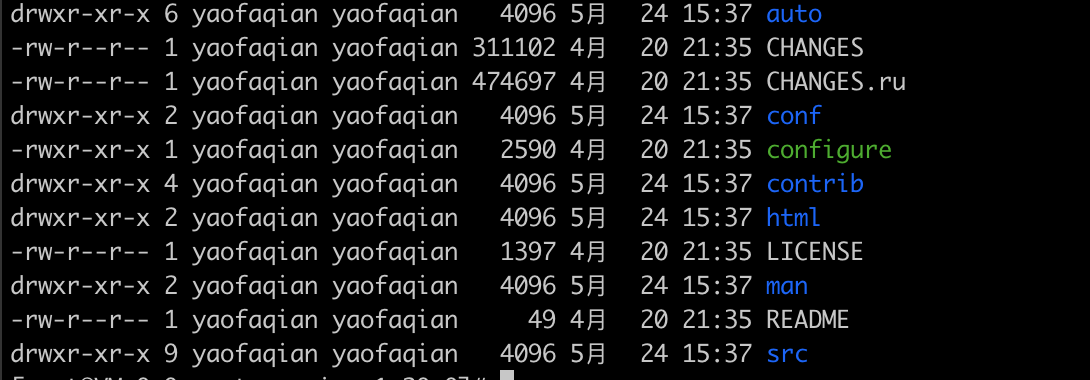 drwxr-xr-x 6 yaofaqian yaofaqian   4096 5月  24 15:37 auto
-rw-r--r-- 1 yaofaqian yaofaqian 311102 4月  20 21:35 CHANGES
-rw-r--r-- 1 yaofaqian yaofaqian 474697 4月  20 21:35 CHANGES.ru
drwxr-xr-x 2 yaofaqian yaofaqian   4096 5月  24 15:37 conf
-rwxr-xr-x 1 yaofaqian yaofaqian   2590 4月  20 21:35 configure
drwxr-xr-x 4 yaofaqian yaofaqian   4096 5月  24 15:37 contrib
drwxr-xr-x 2 yaofaqian yaofaqian   4096 5月  24 15:37 html
-rw-r--r-- 1 yaofaqian yaofaqian   1397 4月  20 21:35 LICENSE
drwxr-xr-x 2 yaofaqian yaofaqian   4096 5月  24 15:37 man
-rw-r--r-- 1 yaofaqian yaofaqian     49 4月  20 21:35 README
drwxr-xr-x 9 yaofaqian yaofaqian   4096 5月  24 15:37 src